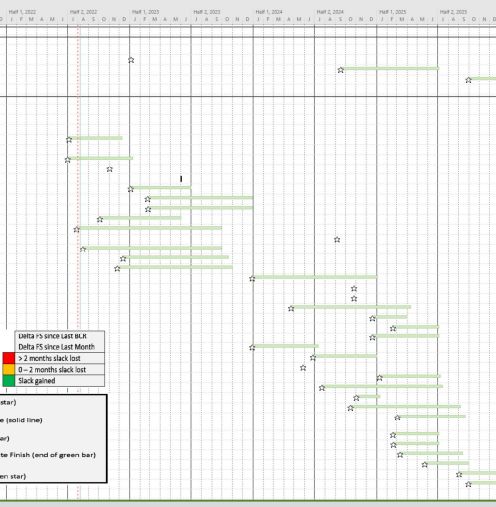 Half 1, 2022 Half 2, 2022 Half 1, 2023 Half 2, 2023 Half 1, 2024 Half 2, 2024 Half 1, 2025 Half 2, 2025
D J F M A M J J A S O N D J F M A M J J A S O N D J F M A M J J A S O N D J F M A M J J A S O N D
Delta FS since Last BCR
Delta FS since Last Month
> 2 months slack lost
0 – 2 months slack lost
Slack gained
star)
e (solid line)
ar)
te Finish (end of green bar)
en star)